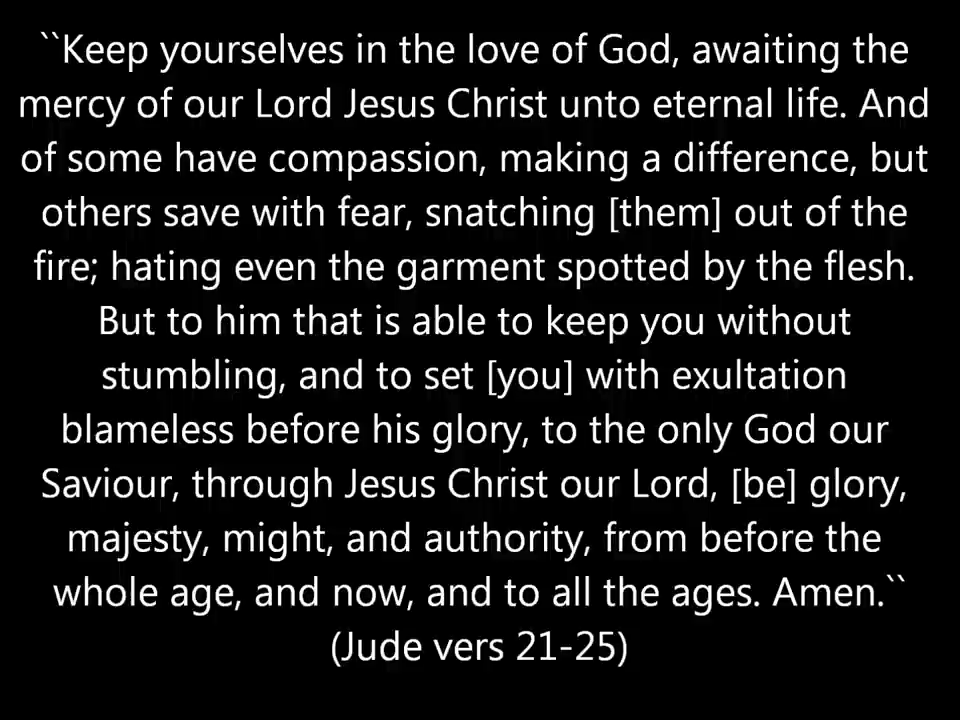 ``Keep yourselves in the love of God, awaiting the
mercy of our Lord Jesus Christ unto eternal life. And
of some have compassion, making a difference, but
others save with fear, snatching [them] out of the
fire; hating even the garment spotted by the flesh.
But to him that is able to keep you without
stumbling, and to set [you] with exultation
blameless before his glory, to the only God our
Saviour, through Jesus Christ our Lord, [be] glory,
majesty, might, and authority, from before the
whole age, and now, and to all the ages. Amen.``
(Jude vers 21-25)